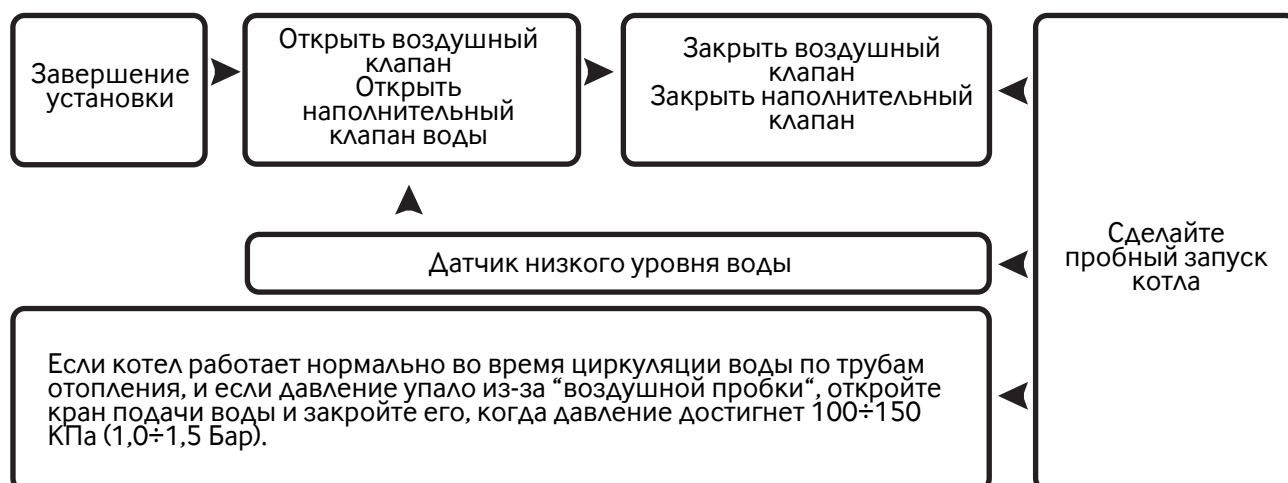 Завершение
установки
Открыть воздушный
клапан
Открыть
наполнительный
клапан воды
Закрыть воздушный
клапан
Закрыть наполнительный
клапан
Сделайте
пробный запуск
котла
Датчик низкого уровня воды
Если котел работает нормально во время циркуляции воды по трубам
отопления, и если давление упало из-за “воздушной пробки“, откройте
кран подачи воды и закройте его, когда давление достигнет 100÷150
КПа (1,0÷1,5 Бар).